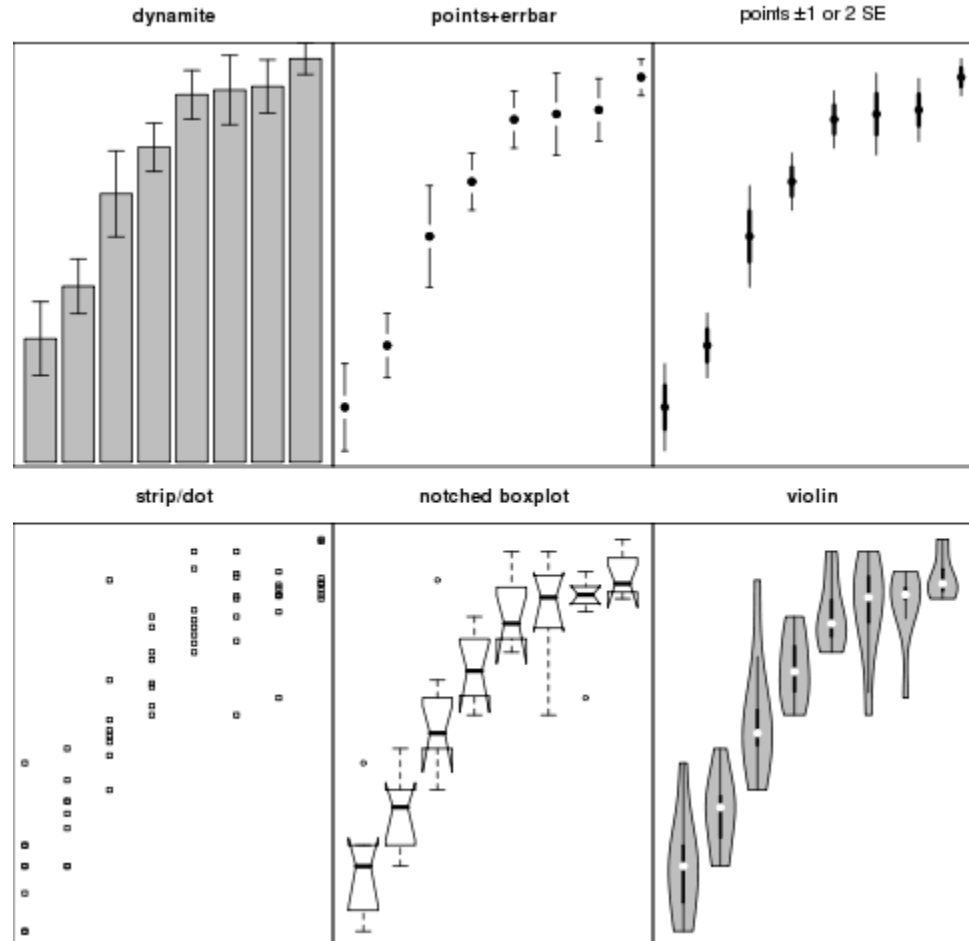 dynamite
points+errbar
points ±1 or 2 SE
strip/dot
notched boxplot
violin